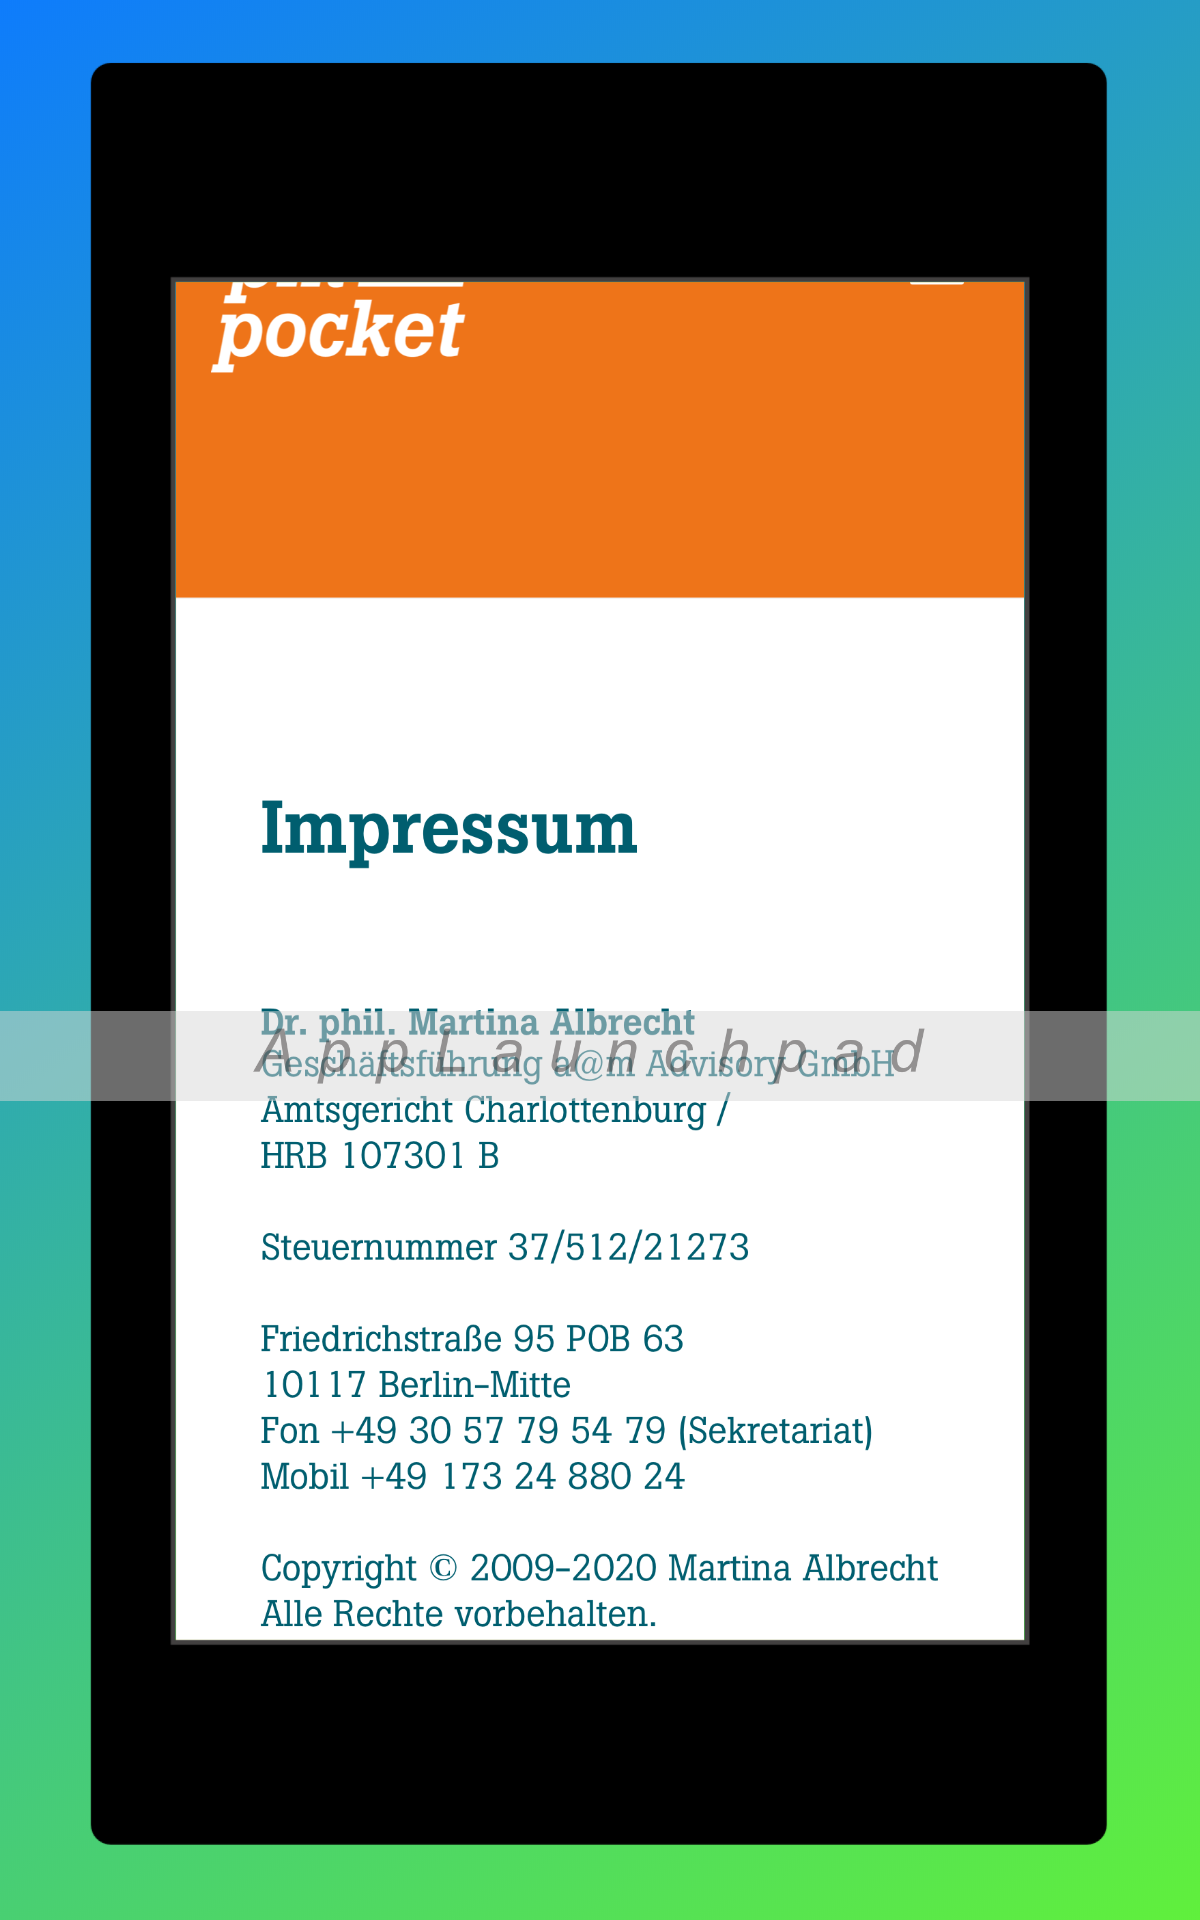 pocket
Impressum
Dr. phil. Martina Albrecht
Geschäftsführung a@m Advisory GmbH
AppLaunchpad
Amtsgericht Charlottenburg /
HRB 107301 B
Steuernummer 37/512/21273
Friedrichstraße 95 POB 63
10117 Berlin-Mitte
Fon +49 30 57 79 54 79 (Sekretariat)
Mobil +49 173 24 880 24
Copyright © 2009-2020 Martina Albrecht
Alle Rechte vorbehalten.